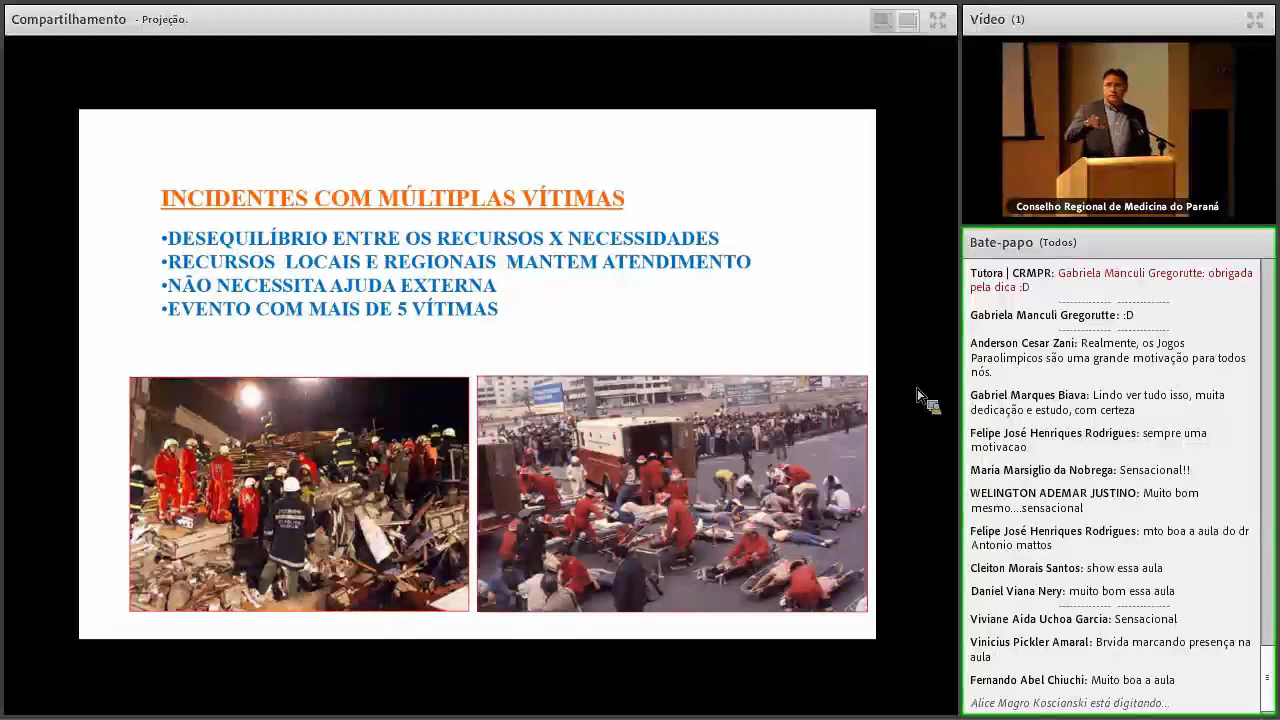 Compartilhamento - Projeção.
INCIDENTES COM MÚLTIPLAS VÍTIMAS
•DESEQUILÍBRIO ENTRE OS RECURSOS X NECESSIDADES
•RECURSOS LOCAIS E REGIONAIS MANTEM ATENDIMENTO
•NÃO NECESSITA AJUDA EXTERNA
•EVENTO COM MAIS DE 5 VÍTIMAS
Vídeo (1)
Conselho Regional de Medicina do Paraná
Bate-papo (Todos)
Tutora | CRMPR: Gabriela Manculi Gregorutte: obrigada
pela dica :D
Gabriela Manculi Gregorutte: :D
Anderson Cesar Zani: Realmente, os Jogos
Paraolimpicos são uma grande motivação para todos
nós.
Gabriel Marques Biava: Lindo ver tudo isso, muita
dedicação e estudo, com certeza
Felipe José Henriques Rodrigues: sempre uma
motivacao
Maria Marsiglio da Nobrega: Sensacional!!
WELINGTON ADEMAR JUSTINO: Muito bom
mesmo....sensacional
Felipe José Henriques Rodrigues: mto boa a aula do dr
Antonio mattos
Cleiton Morais Santos: show essa aula
Daniel Viana Nery: muito bom essa aula
Viviane Aida Uchoa Garcia: Sensacional
Vinicius Pickler Amaral: Brvida marcando presença na
aula
Fernando Abel Chiuchi: Muito boa a aula
Alice Magro Koscianski está digitando...